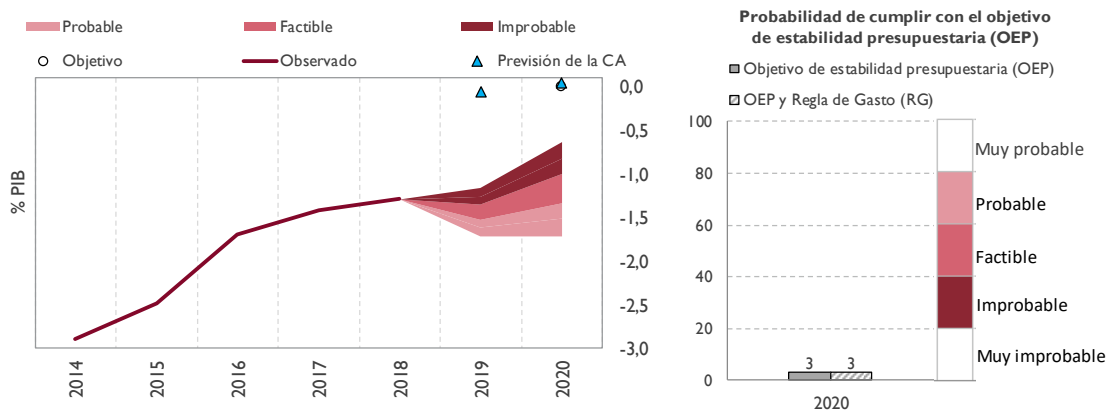 Probable
Factible
Improbable
Objetivo
Observado
Previsión de la CA
% PIB
0,0
-0,5
-1,0
-1,5
-2,0
-2,5
-3,0
2014
2015
2016
2017
2018
2019
2020
Probabilidad de cumplir con el objetivo
de estabilidad presupuestaria (OEP)
Objetivo de estabilidad presupuestaria (OEP)
OEP y Regla de Gasto (RG)
100
80
60
40
20
0
3
3
2020
Muy probable
Probable
Factible
Improbable
Muy improbable